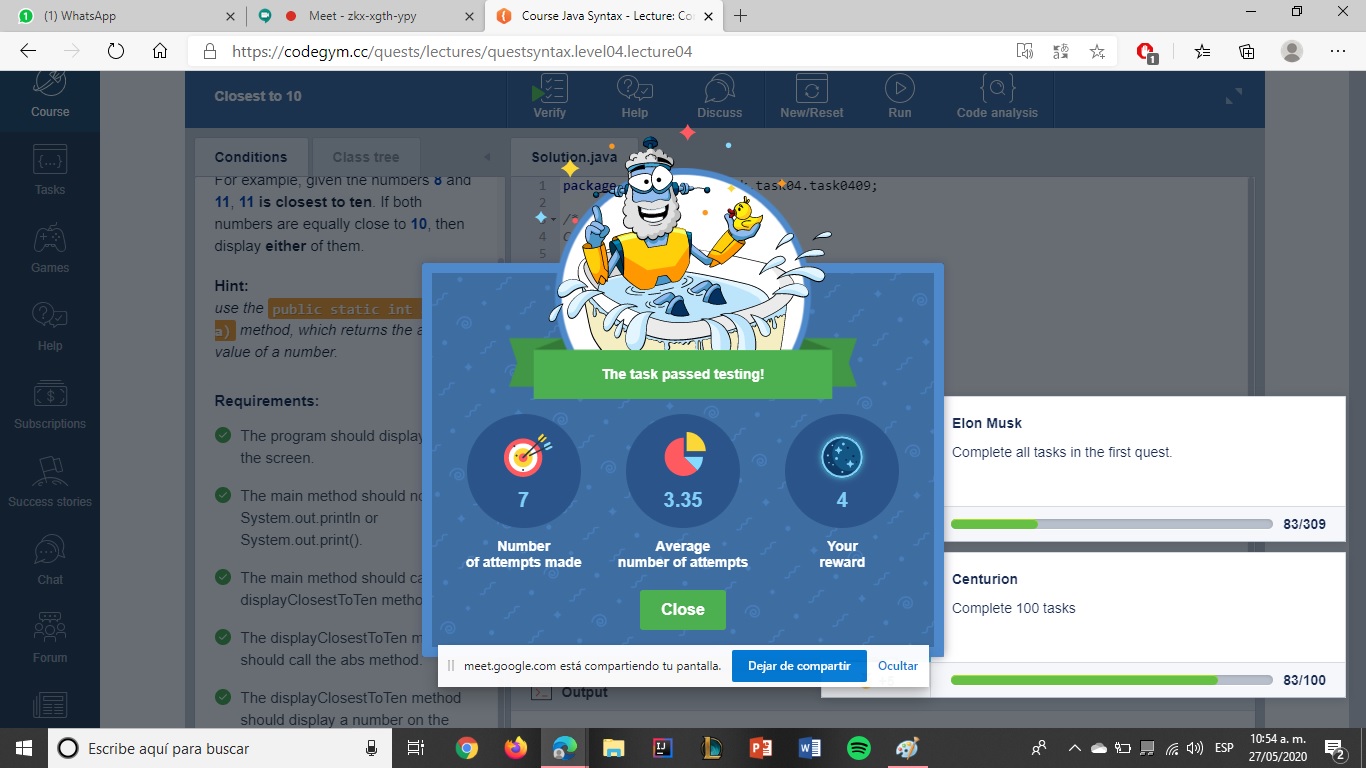 (1) WhatsApp
Meet - zkx-xgth-ypy
Course Java Syntax - Lecture: Co
https://codegym.cc/quests/lectures/questsyntax.level04.lecture04
1
Course
Tasks
Games
Help
Subscriptions
Success stories
Chat
Forum
Closest to 10
Verify
Help
Discuss
New/Reset
Run
Code analysis
Conditions
Class tree
For example, given the numbers 8 and
11, 11 is closest to ten. If both
numbers are equally close to 10, then
display either of them.
Hint:
use the public static int
a) method, which returns the a
value of a number.
Requirements:
The program should display
the screen.
The main method should no
System.out.println or
System.out.print().
The main method should ca
displayClosestToTen metho
The displayClosestToTen m
should call the abs method.
The displayClosestToTen method
should display a number on the
Solution.java
1 package .task04.task0409;
2
3 /*
4
5
The task passed testing!
7
Number
of attempts made
3.35
Average
number of attempts
4
Your
reward
Close
Elon Musk
Complete all tasks in the first quest.
83/309
Centurion
Complete 100 tasks
83/100
meet.google.com está compartiendo tu pantalla.
Dejar de compartir
Ocultar
Output
Escribe aquí para buscar
ESP
10:54 a. m.
27/05/2020
2